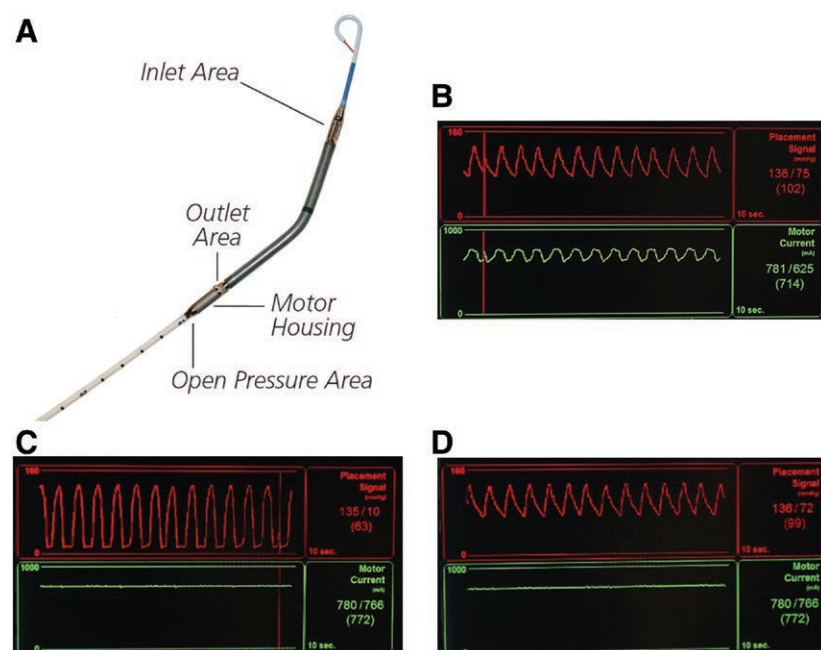 A
Inlet Area
Outlet
Area
Motor
Housing
Open Pressure Area
B
160
Placement
Signal
(mmHg)
136/75
(102)
0
10 sec.
1000
Motor
Current
(mA)
781/625
(714)
0
10 sec.
C
160
Placement
Signal
(mmHg)
135/10
(63)
0
10 sec.
1000
Motor
Current
(mA)
780/766
(772)
0
10 sec.
D
160
Placement
Signal
(mmHg)
136/72
(99)
0
10 sec.
1000
Motor
Current
(mA)
780/766
(772)
0
10 sec.